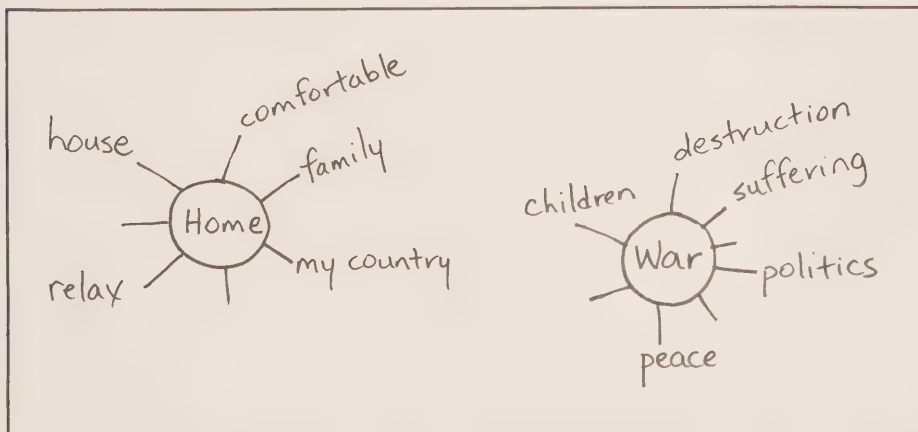 comfortable
house
family
Home
my country
relax
destruction
suffering
children
War
politics
peace